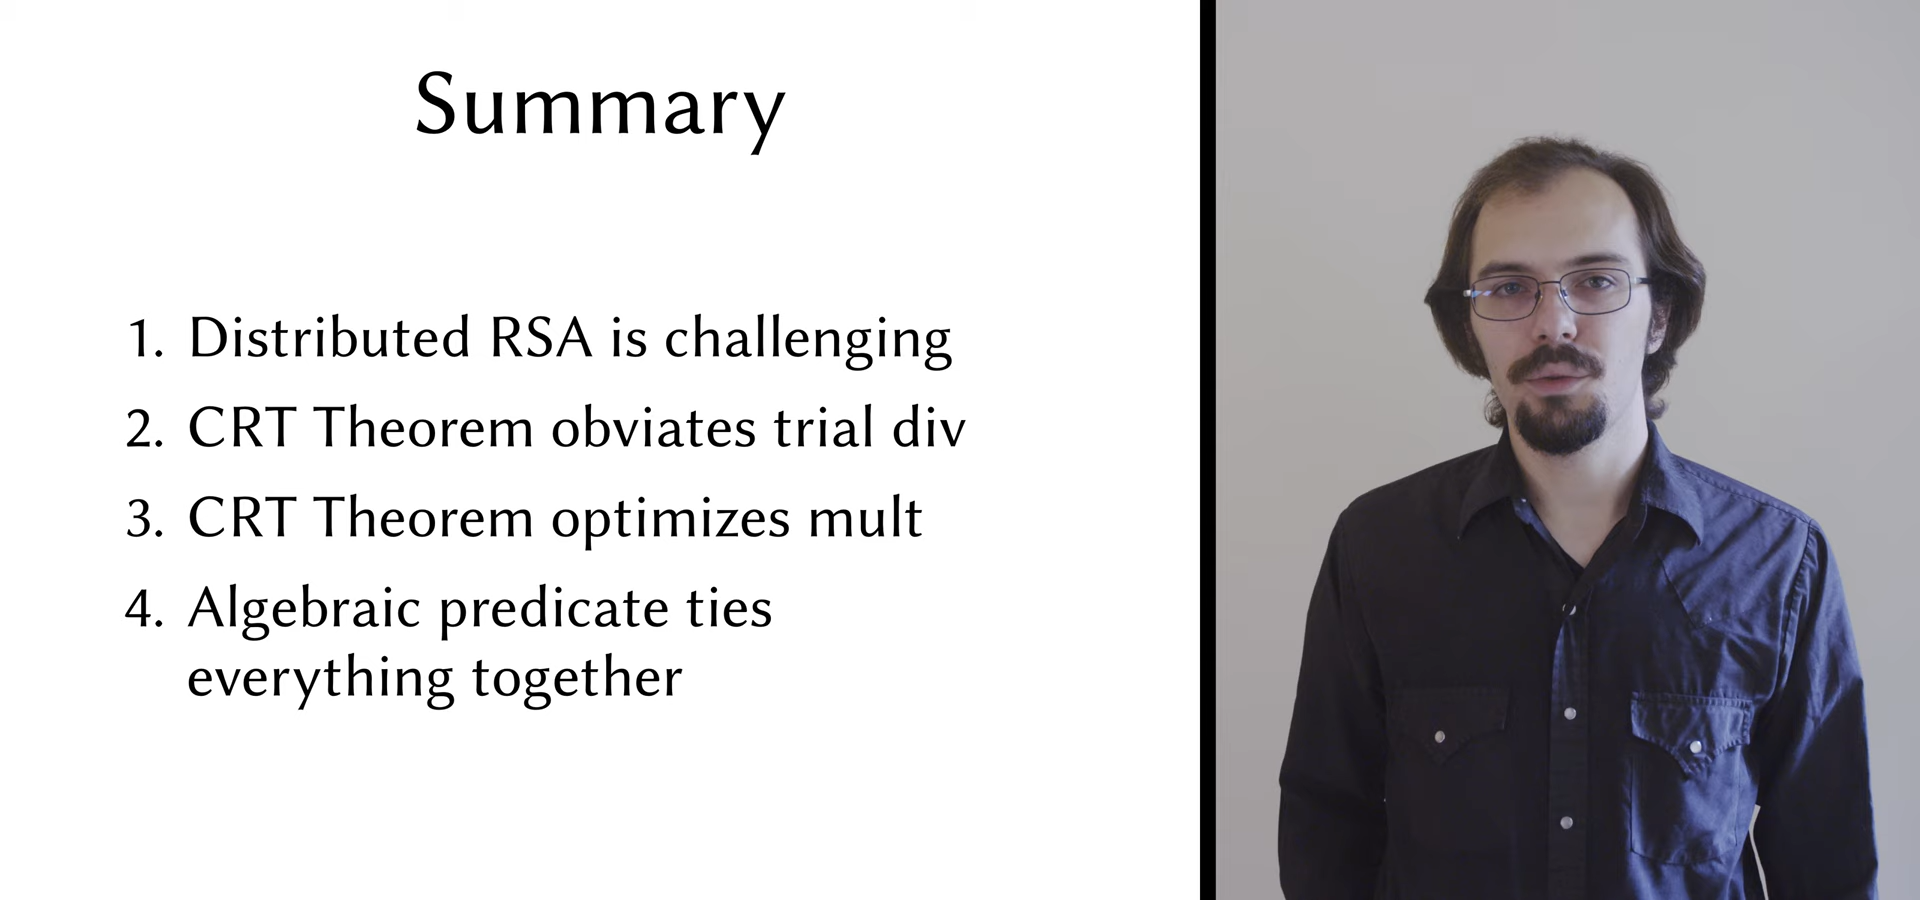 Summary
1. Distributed RSA is challenging
2. CRT Theorem obviates trial div
3. CRT Theorem optimizes mult
4. Algebraic predicate ties
everything together